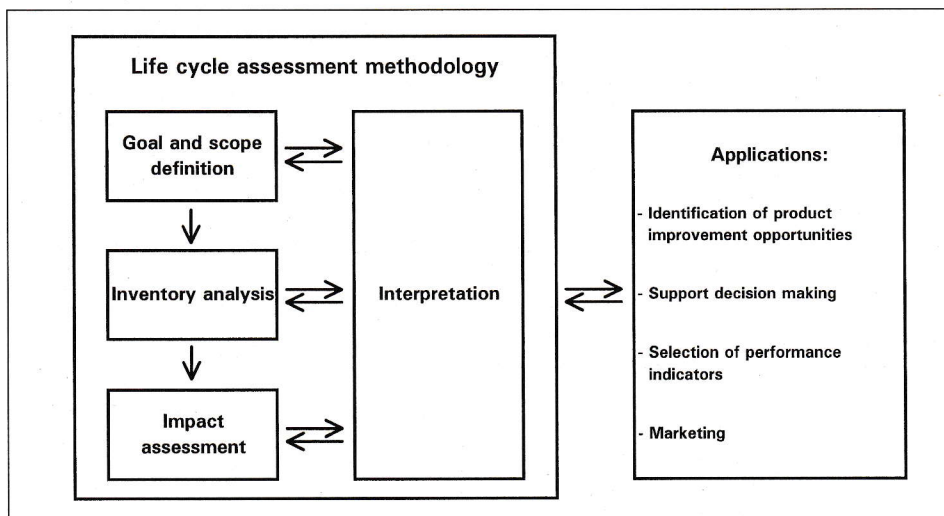 Life cycle assessment methodology
Goal and scope
definition
Inventory analysis
Impact
assessment
Interpretation
Applications:
- Identification of product
improvement opportunities
- Support decision making
- Selection of performance
indicators
- Marketing